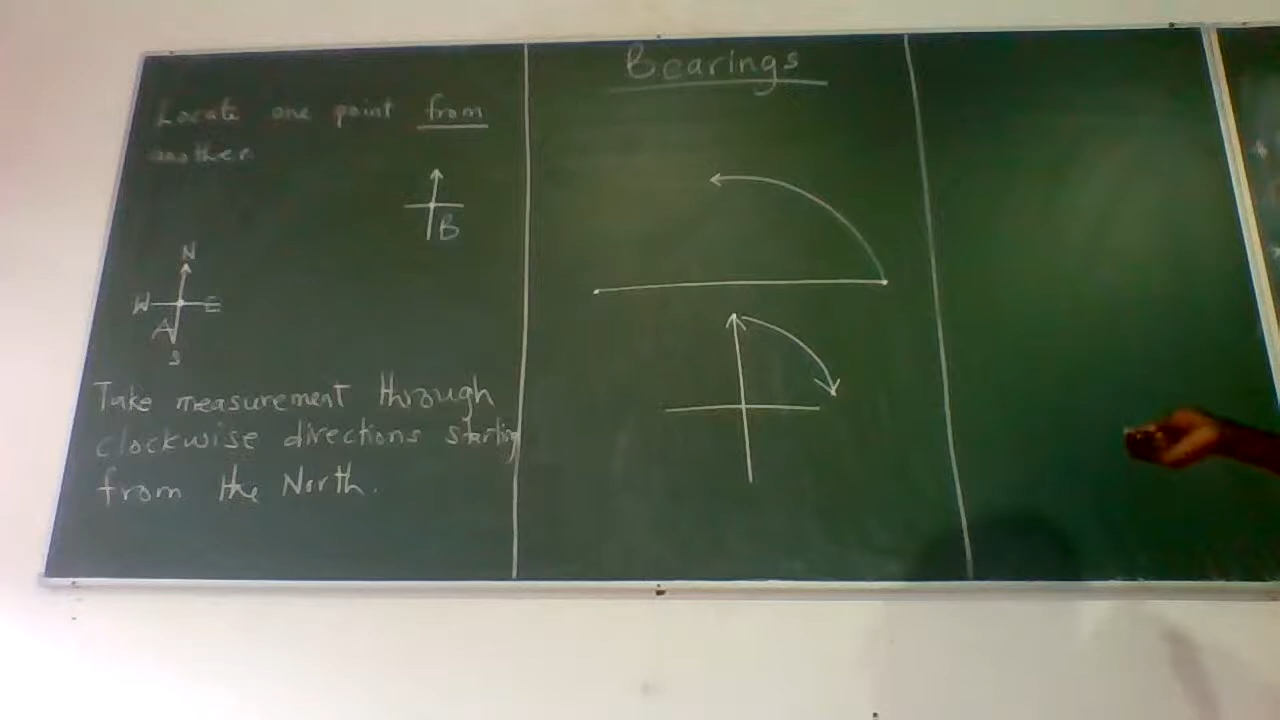 Bearings
Locate one point from
another
B
N
W E
A
S
Take measurement through
clockwise directions starting
from the North.